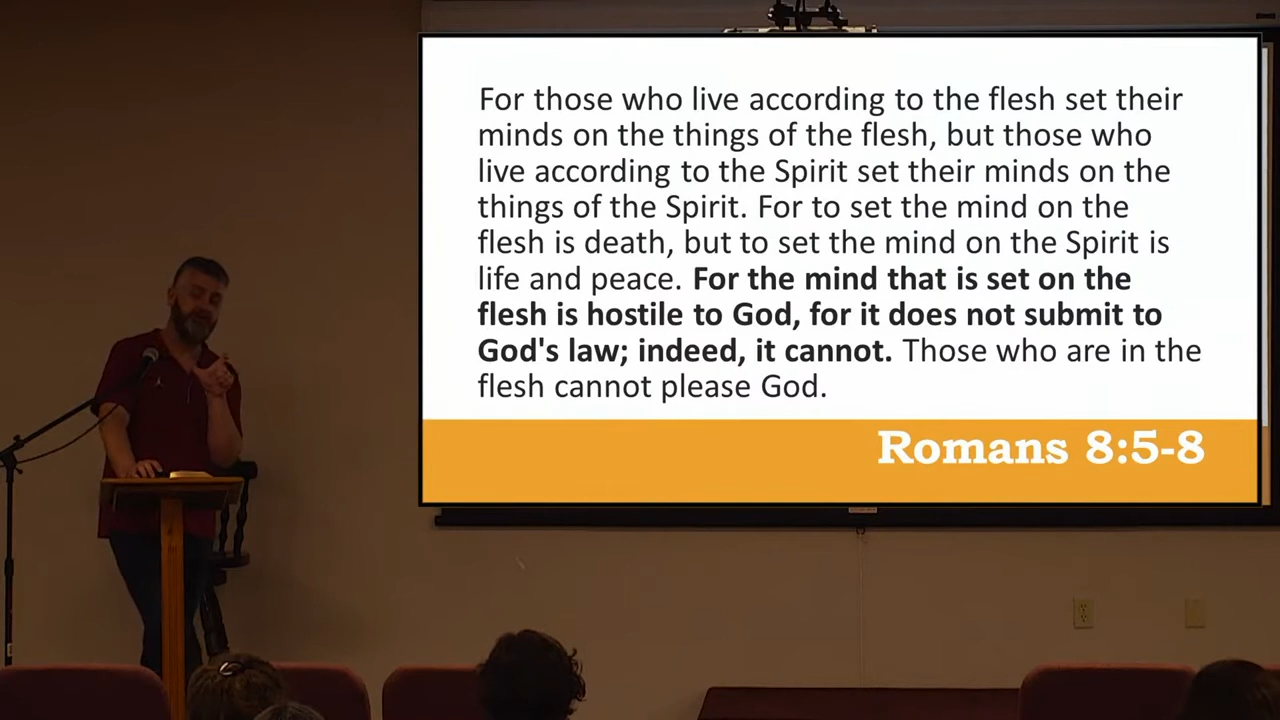 For those who live according to the flesh set their
minds on the things of the flesh, but those who
live according to the Spirit set their minds on the
things of the Spirit. For to set the mind on the
flesh is death, but to set the mind on the Spirit is
life and peace. For the mind that is set on the
flesh is hostile to God, for it does not submit to
God's law; indeed, it cannot. Those who are in the
flesh cannot please God.
Romans 8:5-8